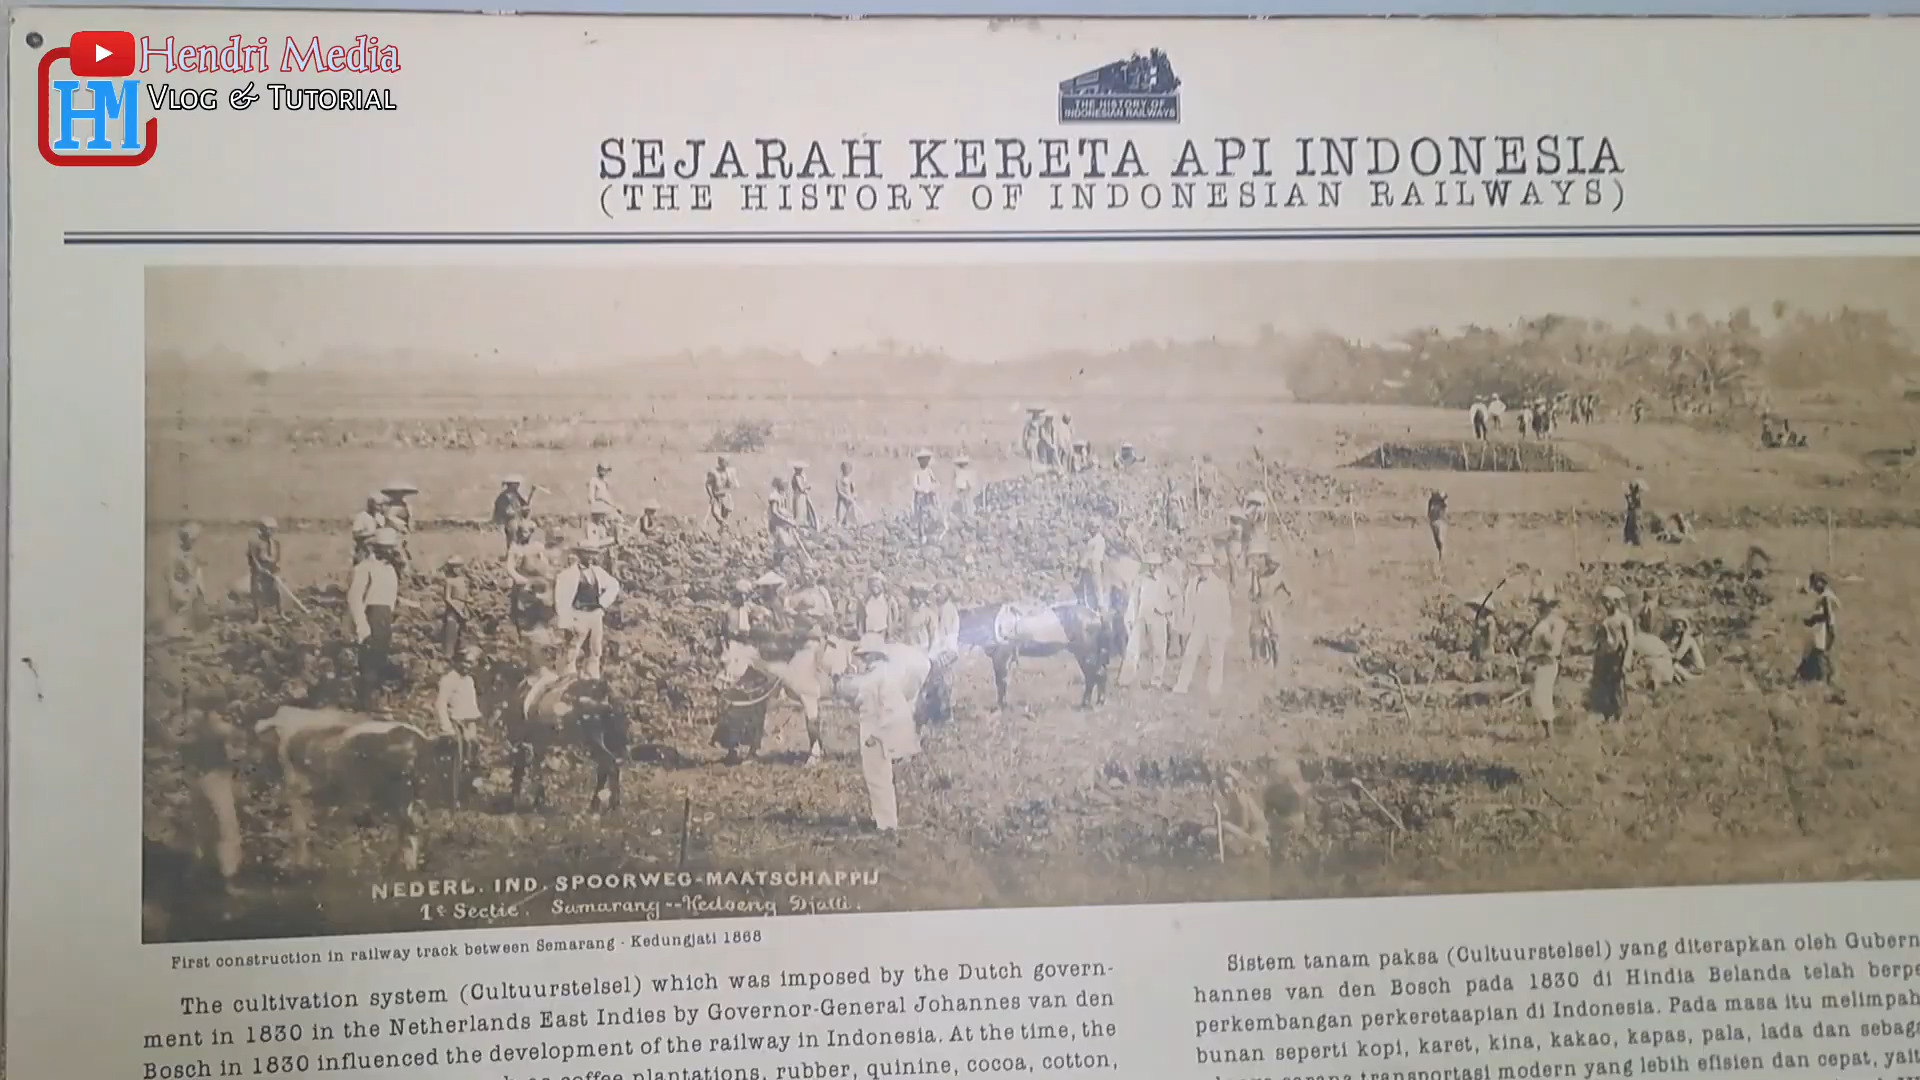 Hendri Media
HM
VLOG & TUTORIAL
THE HISTORY OF
INDONESIAN RAILWAYS
SEJARAH KERETA API INDONESIA
(THE HISTORY OF INDONESIAN RAILWAYS)
NEDERL. IND. SPOORWEG-MAATSCHAPPIJ
1e Sectie. Samarang--Kedoeng Djatti.
First construction in railway track between Semarang - Kedungjati 1868
The cultivation system (Cultuurstelsel) which was imposed by the Dutch govern-
ment in 1830 in the Netherlands East Indies by Governor-General Johannes van den
Bosch in 1830 influenced the development of the railway in Indonesia. At the time, the
coffee plantations, rubber, quinine, cocoa, cotton,
Sistem tanam paksa (Cultuurstelsel) yang diterapkan oleh Gubern
hannes van den Bosch pada 1830 di Hindia Belanda telah berpe
perkembangan perkeretaapian di Indonesia. Pada masa itu melimpah
bunan seperti kopi, karet, kina, kakao, kapas, pala, lada dan sebag
sarana transportasi modern yang lebih efisien dan cepat, yait